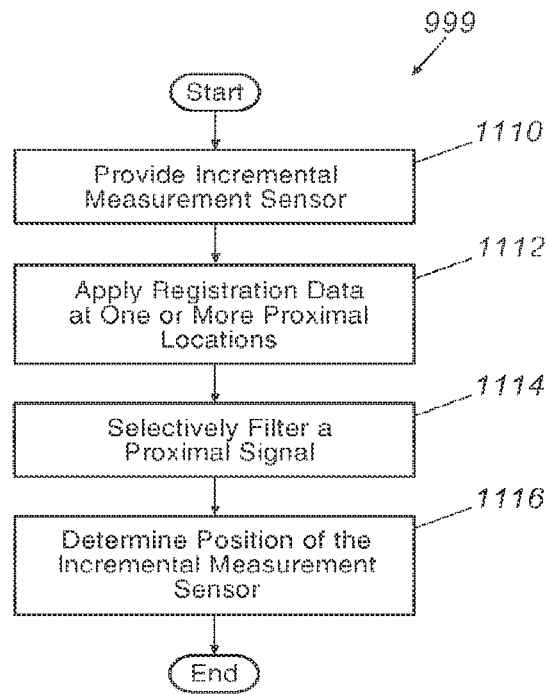 999
Start
1110
Provide Incremental
Measurement Sensor
1112
Apply Registration Data
at One or More Proximal
Locations
1114
Selectively Filter a
Proximal Signal
1116
Determine Position of the
Incremental Measurement
Sensor
End